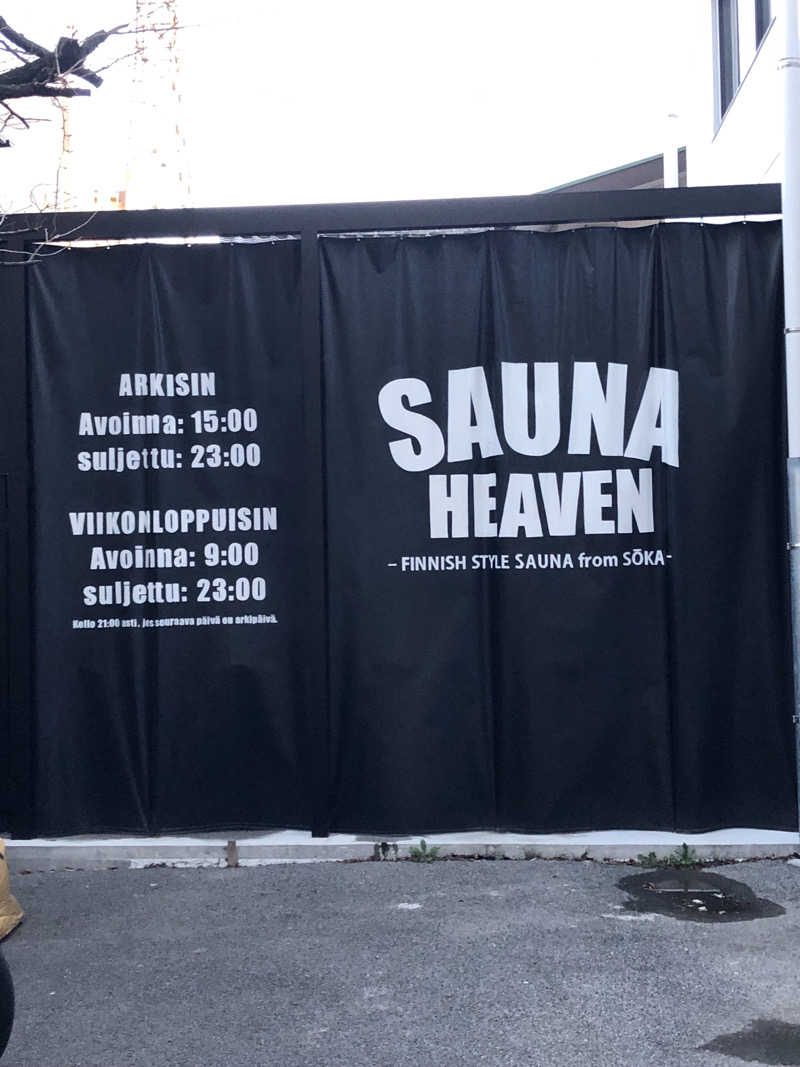 ARKISIN
Avoinna: 15:00
suljettu: 23:00
VIIKONLOPPUISIN
Avoinna: 9:00
suljettu: 23:00
Kello 21:00 asti, jos seuraava päivä on arkipäivä.
SAUNA
HEAVEN
– FINNISH STYLE SAUNA from SŌKA-